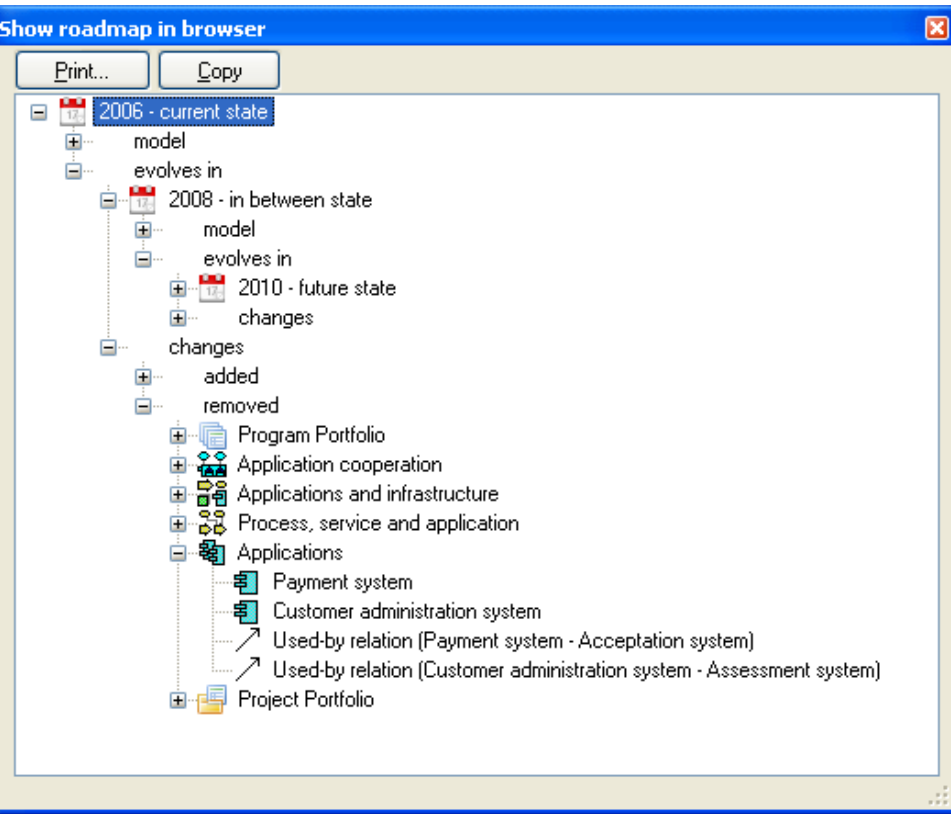 Show roadmap in browser
Print... Copy
2006 - current state
model
evolves in
2008 - in between state
model
evolves in
2010 - future state
changes
changes
added
removed
Program Portfolio
Application cooperation
Applications and infrastructure
Process, service and application
Applications
Payment system
Customer administration system
Used-by relation (Payment system - Acceptation system)
Used-by relation (Customer administration system - Assessment system)
Project Portfolio